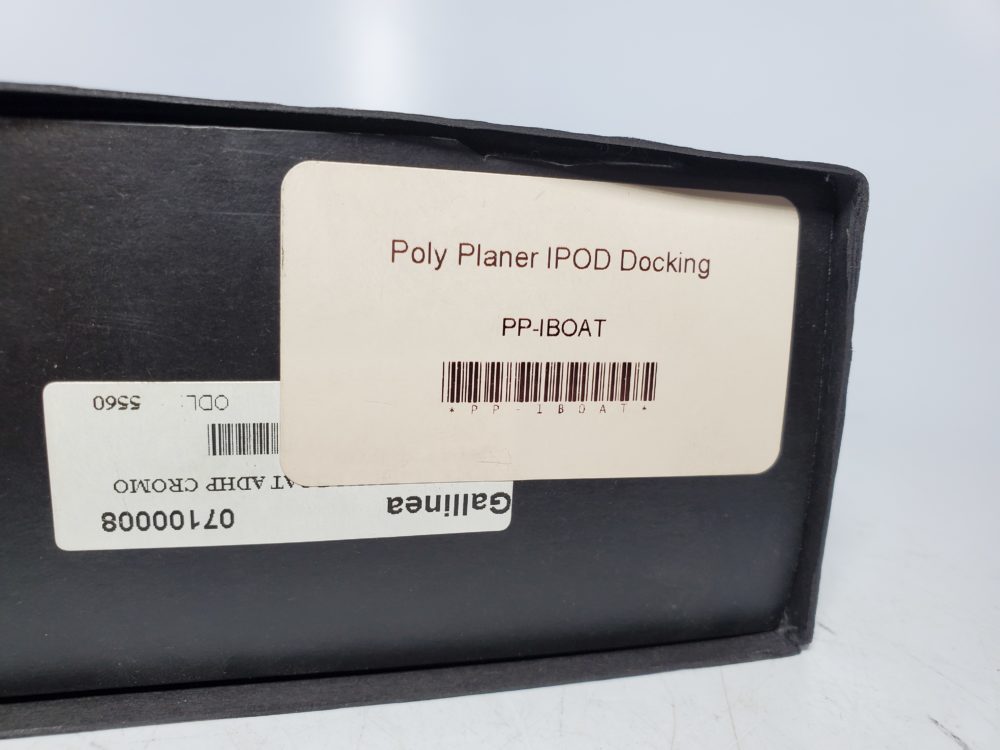 Poly Planer IPOD Docking
PP-IBOAT
*PP-IBOAT*
Gallinea
07100008
AT ADHP CROMO
ODL: 5560